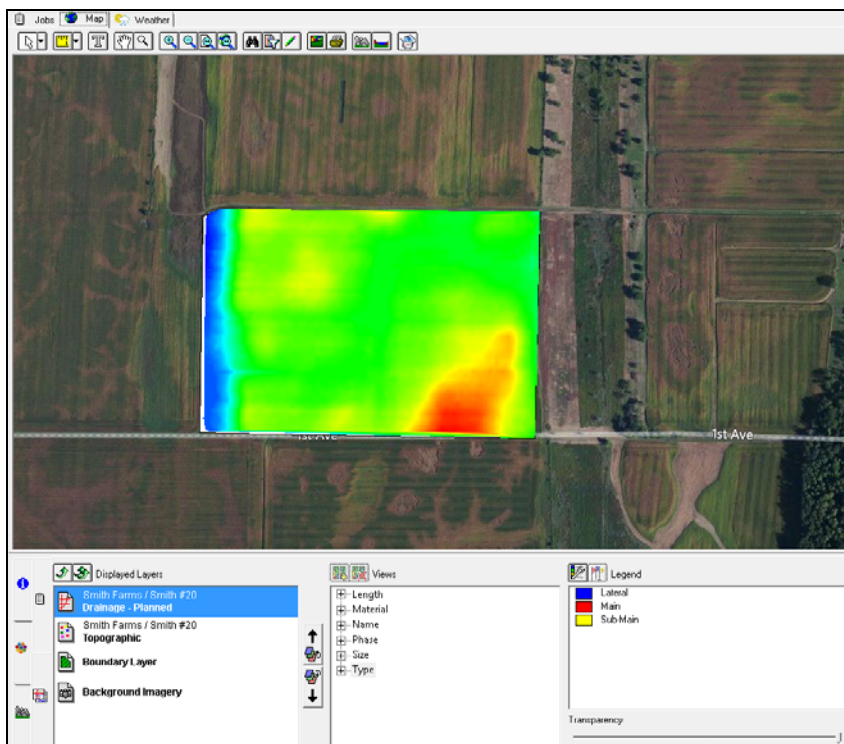 Jobs Map Weather
1st Ave
1st Ave
Displayed Layers
Smith Farms / Smith #20
Drainage - Planned
Smith Farms / Smith #20
Topographic
Boundary Layer
Background Imagery
Views
Length
Material
Name
Phase
Size
Type
Legend
Lateral
Main
Sub-Main
Transparency